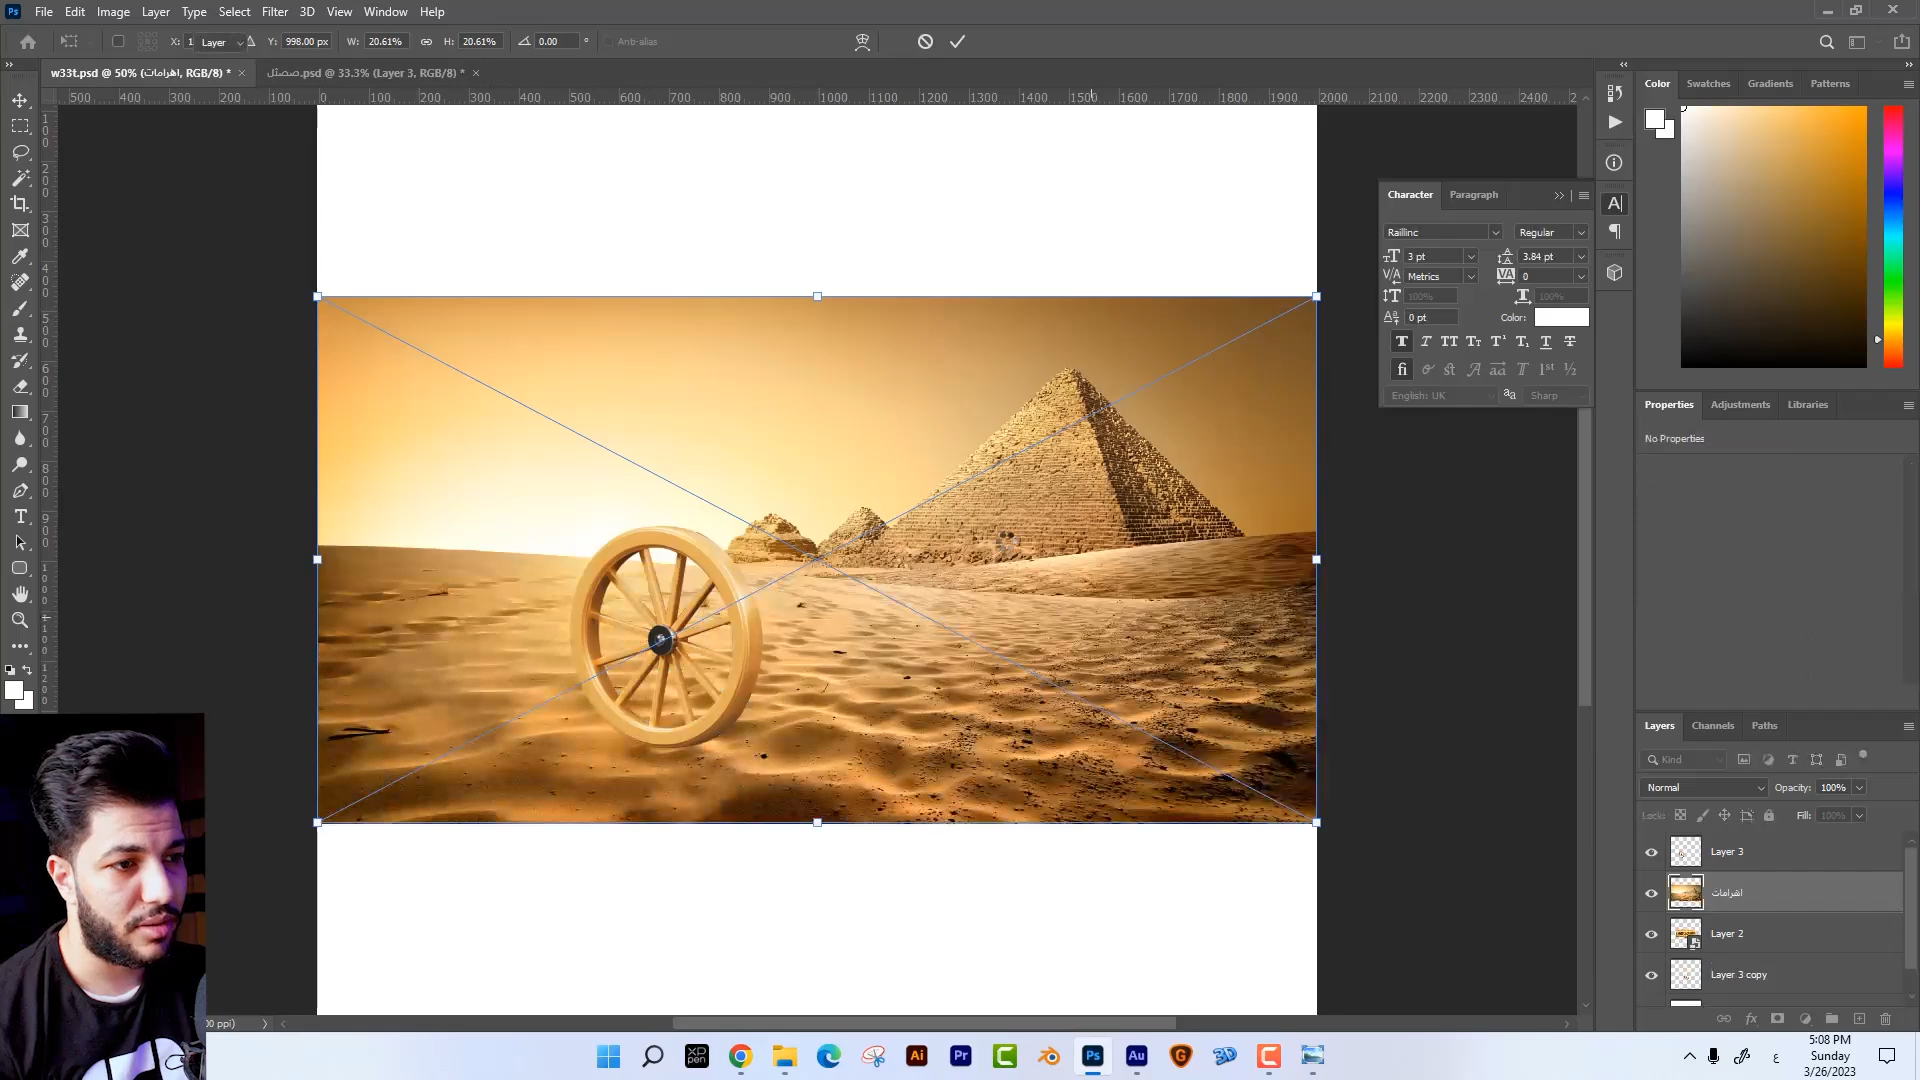 File Edit Image Layer Type Select Filter 3D View Window Help
X: 1 Layer Y: 998.00 px W: 20.61% H: 20.61% 0.00 ° Anti-alias
w33t.psd @ 50% (اهرامات, RGB/8) * × صصثل.psd @ 33.3% (Layer 3, RGB/8) * ×
500 400 300 200 100 0 100 200 300 400 500 600 700 800 900 1000 1100 1200 1300 1400 1500 1600 1700 1800 1900 2000 2100 2200 2300 2400
Color Swatches Gradients Patterns
Character Paragraph
Raillinc Regular
3 pt 3.84 pt
Metrics 0
100% 100%
0 pt Color:
English: UK aa Sharp
Properties Adjustments Libraries
No Properties
Layers Channels Paths
Kind
Normal Opacity: 100%
Lock: Fill: 100%
Layer 3
اهرامات
Layer 2
Layer 3 copy
00 ppi)
5:08 PM
Sunday
3/26/2023